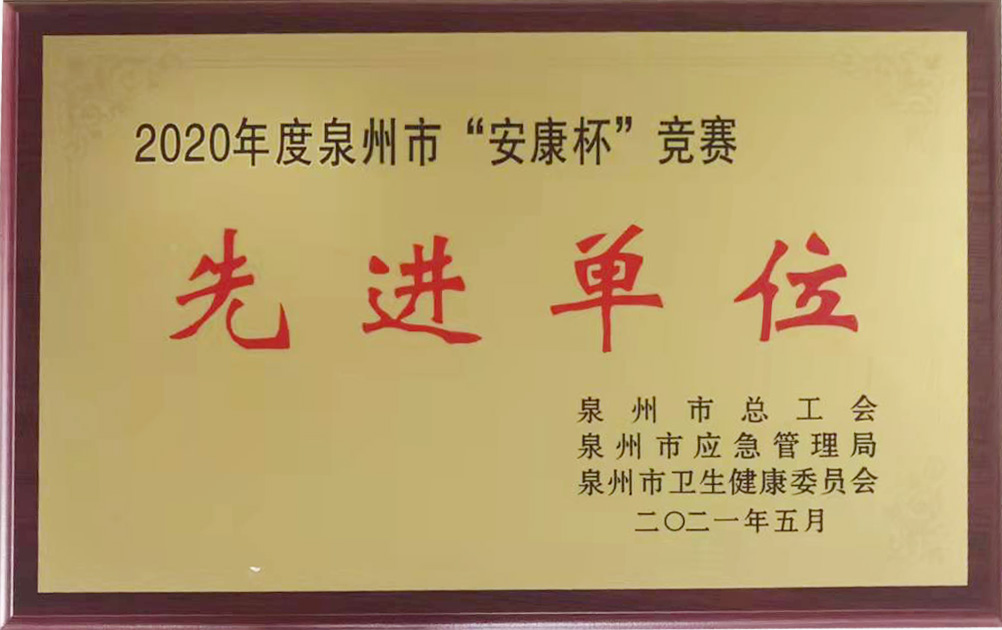 2020年度泉州市“安康杯”竞赛
先进单位
泉州市总工会
泉州市应急管理局
泉州市卫生健康委员会
二〇二一年五月